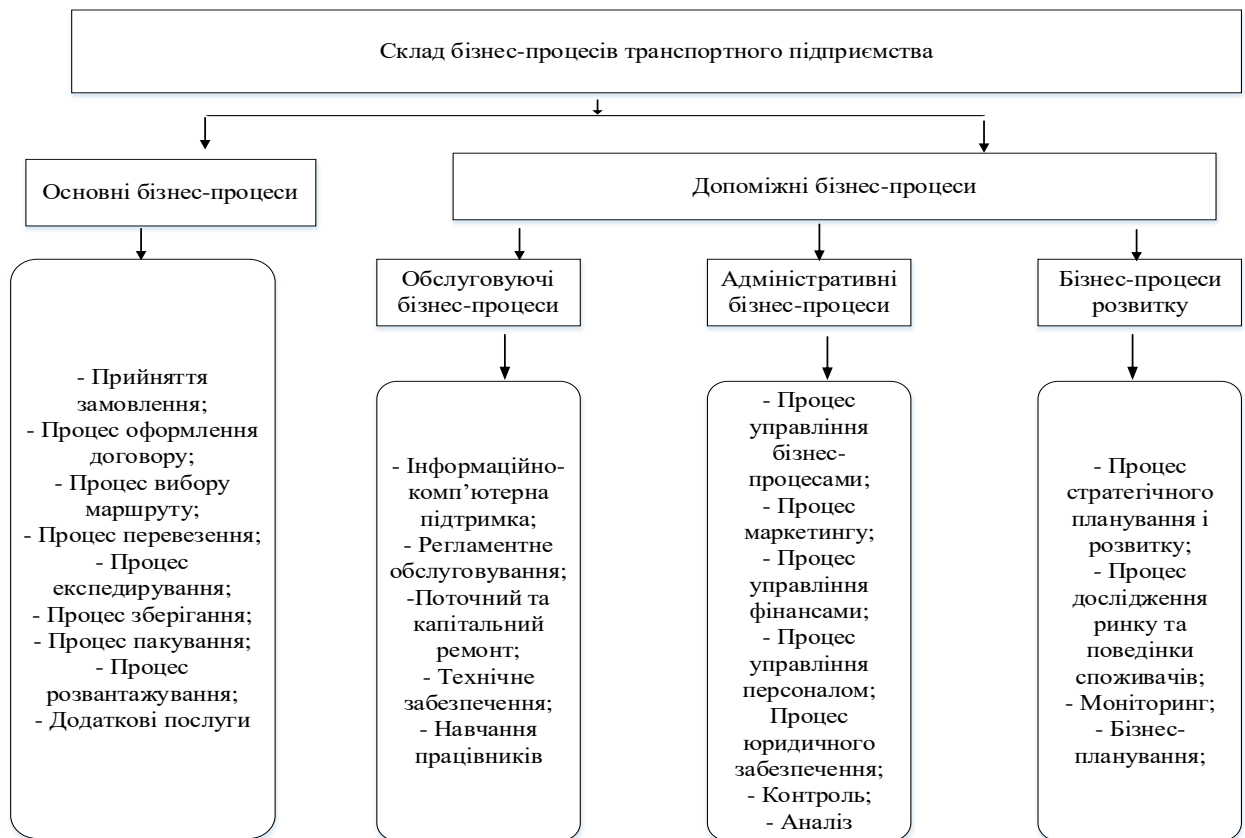 Склад бізнес-процесів транспортного підприємства
Основні бізнес-процеси
Допоміжні бізнес-процеси
Обслуговуючі
бізнес-процеси
Адміністративні
бізнес-процеси
Бізнес-процеси
розвитку
- Прийняття
замовлення;
- Процес оформлення
договору;
- Процес вибору
маршруту;
- Процес перевезення;
- Процес
експедирування;
- Процес зберігання;
- Процес пакування;
- Процес
розвантажування;
- Додаткові послуги
- Інформаційно-
комп’ютерна
підтримка;
- Регламентне
обслуговування;
-Поточний та
капітальний
ремонт;
- Технічне
забезпечення;
- Навчання
працівників
- Процес
управління
бізнес-
процесами;
- Процес
маркетингу;
- Процес
управління
фінансами;
- Процес
управління
персоналом;
Процес
юридичного
забезпечення;
- Контроль;
- Аналіз
- Процес
стратегічного
планування і
розвитку;
- Процес
дослідження
ринку та
поведінки
споживачів;
- Моніторинг;
- Бізнес-
планування;